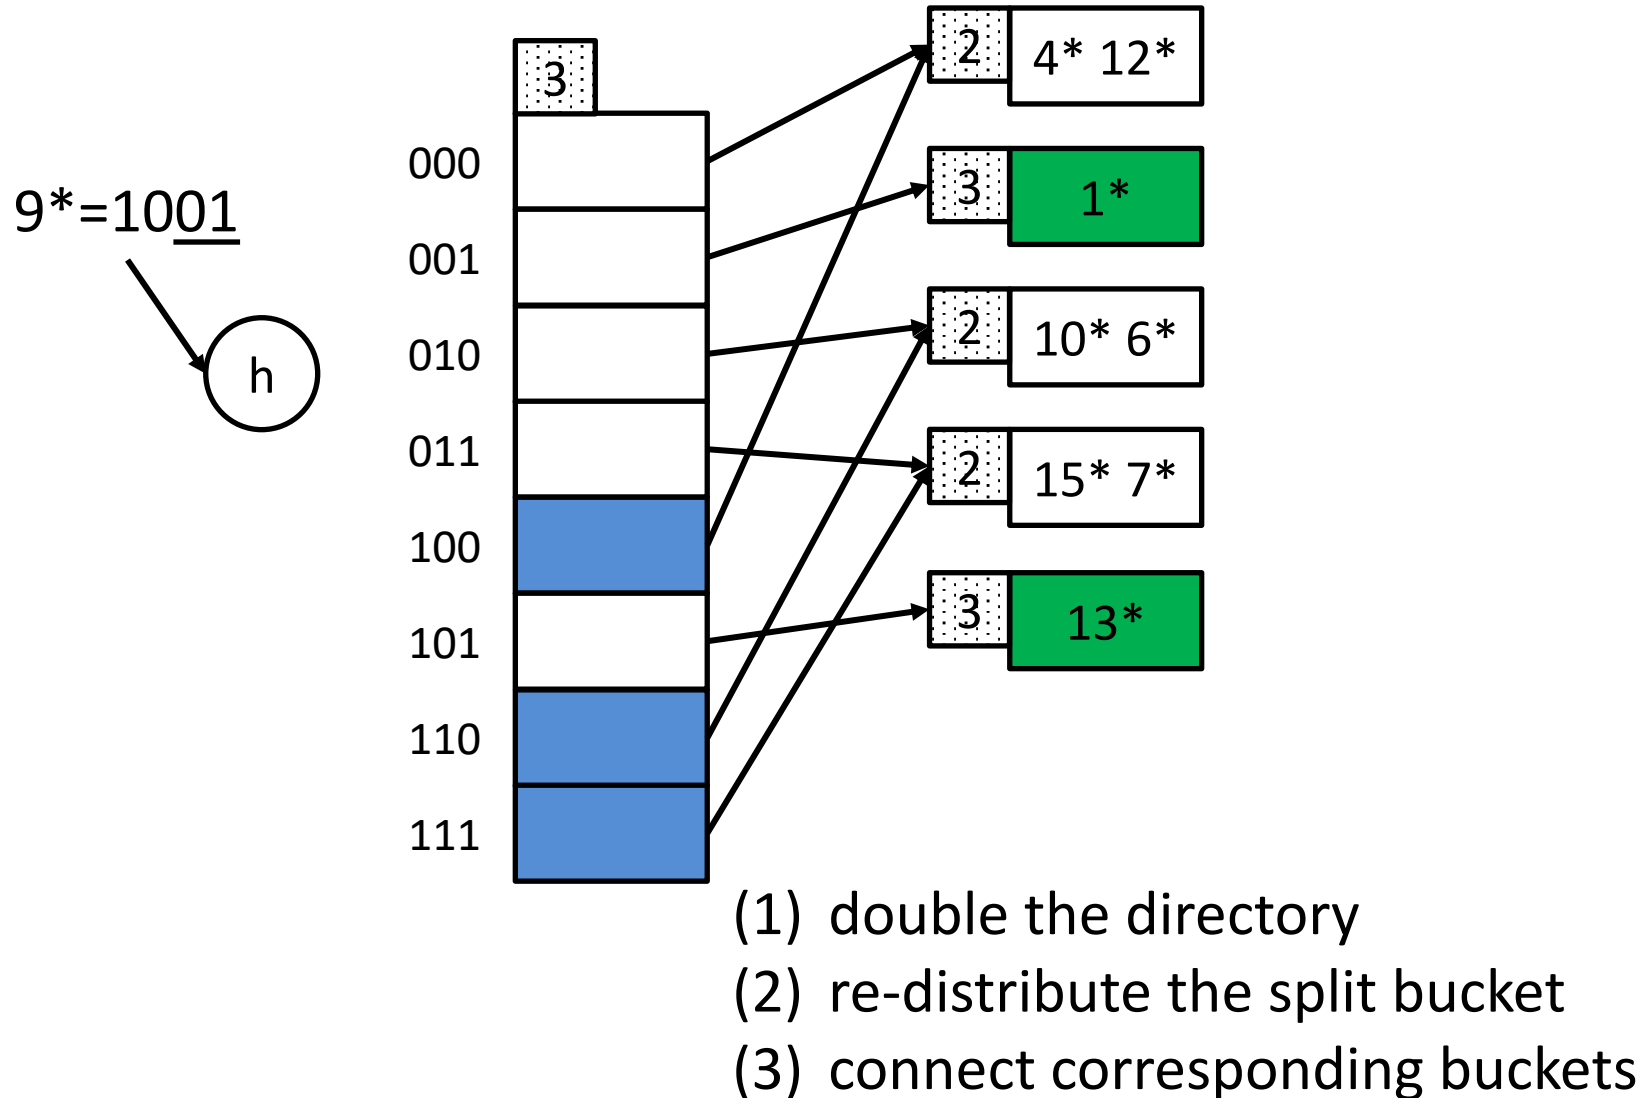 2 4* 12*
3
000
3 1*
9*=1001
001
2 10* 6*
010
h
011
2 15* 7*
100
3 13*
101
110
111
(1) double the directory
(2) re-distribute the split bucket
(3) connect corresponding buckets